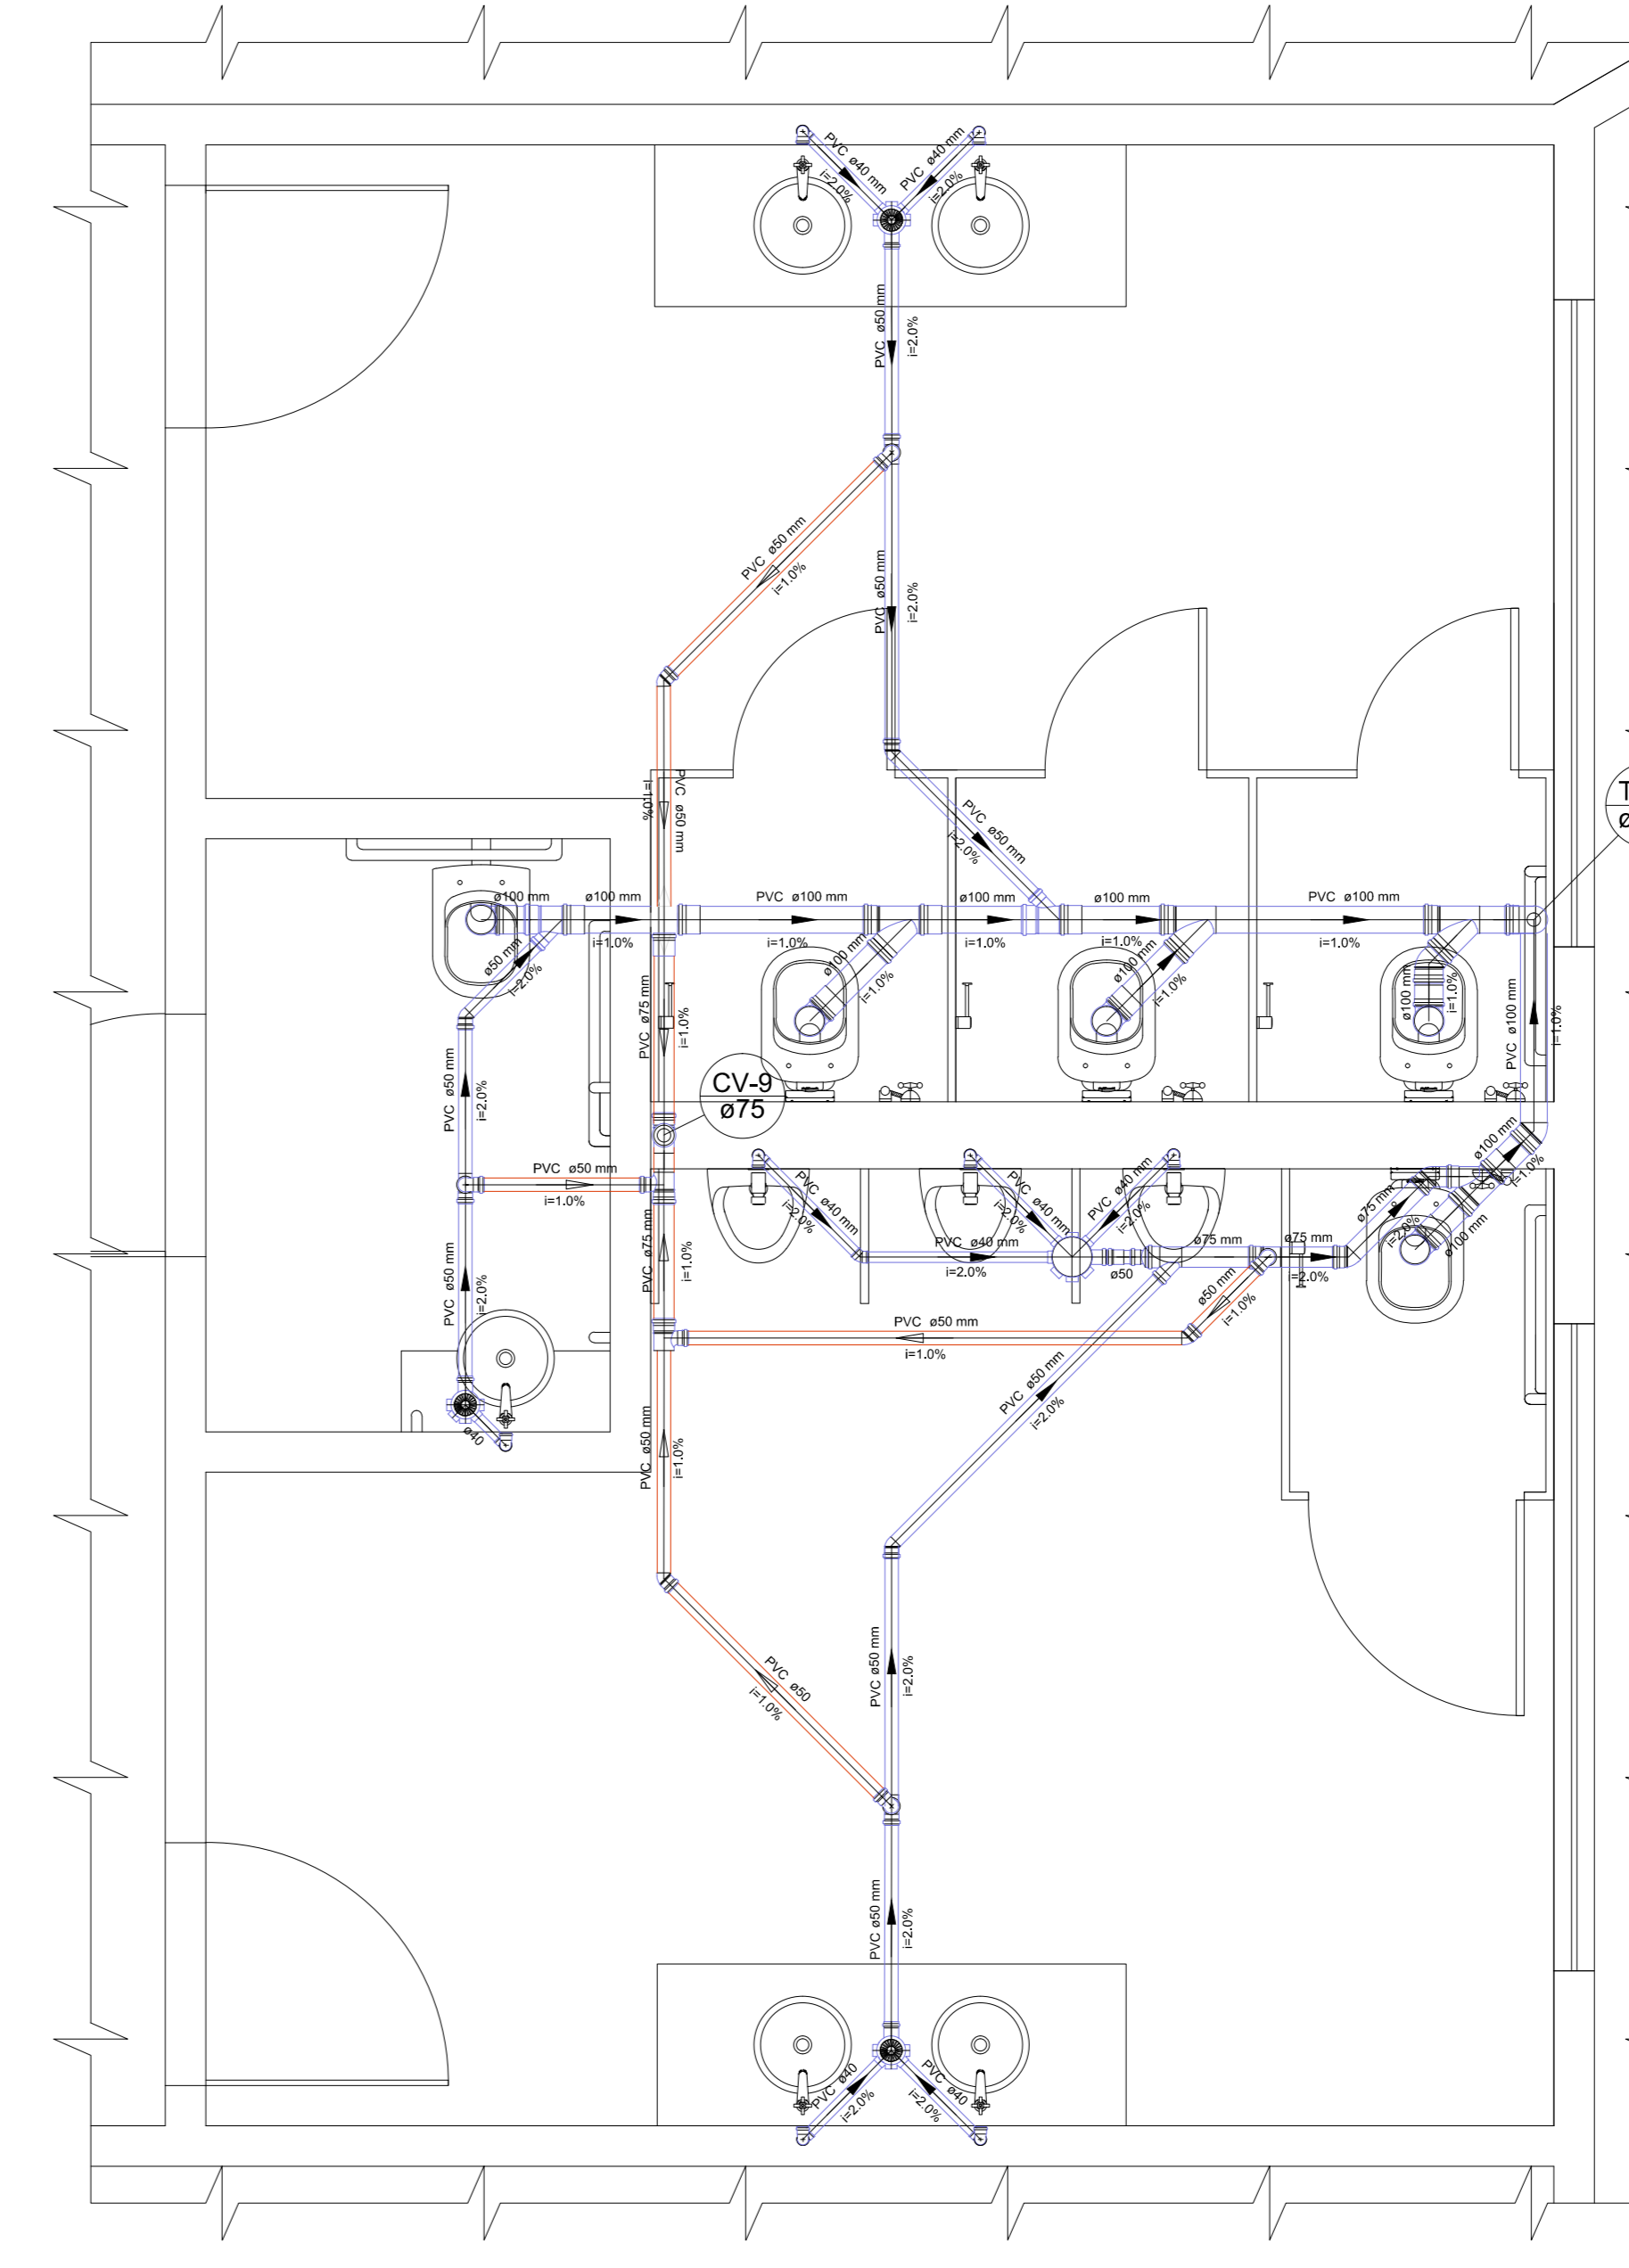 PVC ø40 mm
i=2.0%
PVC ø40 mm
i=2.0%
PVC ø50 mm
i=2.0%
PVC ø50 mm
i=1.0%
PVC ø50 mm
i=2.0%
PVC ø50 mm
i=1.0%
PVC ø50 mm
i=2.0%
ø100 mm
ø100 mm
i=1.0%
PVC ø100 mm
i=1.0%
ø100 mm
i=1.0%
ø100 mm
i=1.0%
PVC ø100 mm
i=1.0%
ø50 mm
i=2.0%
ø100 mm
i=1.0%
ø100 mm
i=1.0%
ø100 mm
i=1.0%
PVC ø100 mm
i=1.0%
PVC ø75 mm
i=1.0%
CV-9
ø75
PVC ø50 mm
i=2.0%
PVC ø50 mm
i=1.0%
PVC ø40 mm
i=2.0%
PVC ø40 mm
i=2.0%
PVC ø40 mm
i=2.0%
ø100 mm
i=1.0%
PVC ø40 mm
i=2.0%
ø50
ø75 mm
ø75 mm
i=2.0%
ø75 mm
i=2.0%
ø100 mm
PVC ø50 mm
i=2.0%
PVC ø75 mm
i=1.0%
ø50 mm
i=1.0%
PVC ø50 mm
i=1.0%
PVC ø50 mm
i=2.0%
ø40
PVC ø50 mm
i=1.0%
PVC ø50
i=1.0%
PVC ø50 mm
i=2.0%
PVC ø50 mm
i=2.0%
PVC ø40
i=2.0%
PVC ø40
i=2.0%